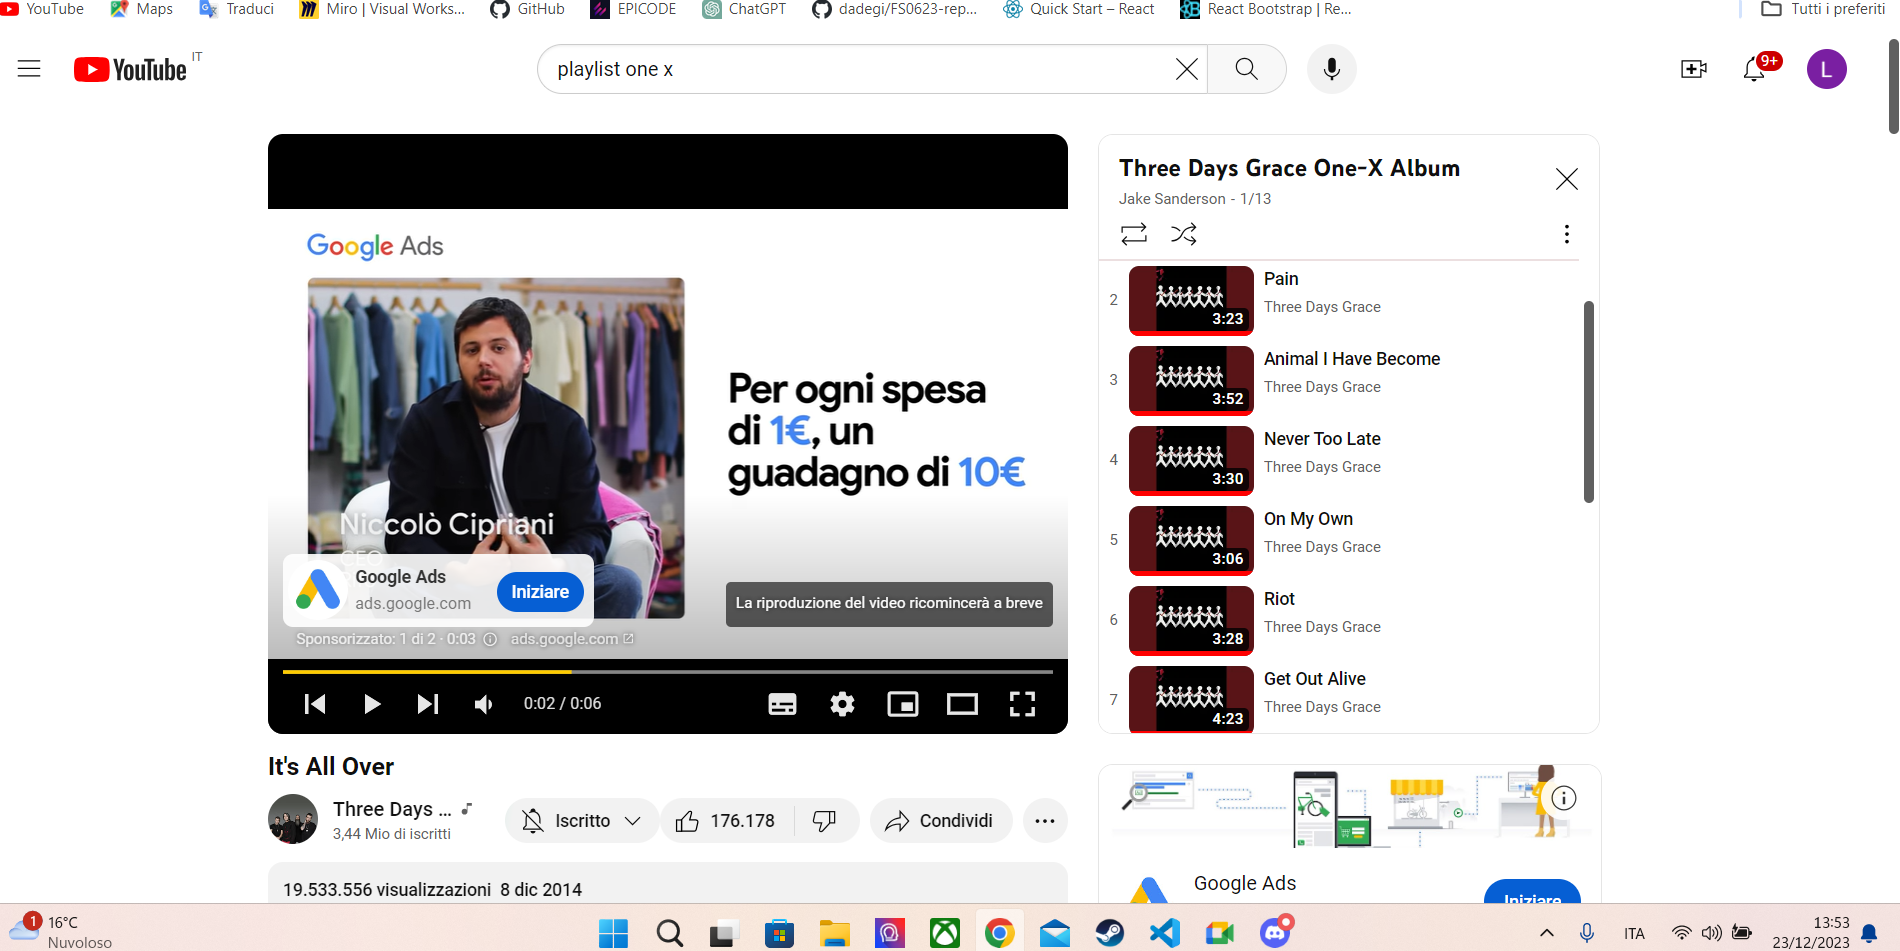 YouTube
Maps
Traduci
Miro | Visual Works...
GitHub
EPICODE
ChatGPT
dadegi/FS0623-rep...
Quick Start – React
React Bootstrap | Re...
Tutti i preferiti
YouTube IT
playlist one x
9+
L
Google Ads
Per ogni spesa
di 1€, un
guadagno di 10€
Niccolò Cipriani
CEO
Google Ads
ads.google.com
Iniziare
La riproduzione del video ricomincerà a breve
Sponsorizzato: 1 di 2 · 0:03 ads.google.com
0:02 / 0:06
Three Days Grace One-X Album
Jake Sanderson - 1/13
2
3:23
Pain
Three Days Grace
3
3:52
Animal I Have Become
Three Days Grace
4
3:30
Never Too Late
Three Days Grace
5
3:06
On My Own
Three Days Grace
6
3:28
Riot
Three Days Grace
7
4:23
Get Out Alive
Three Days Grace
It's All Over
Three Days ...
3,44 Mio di iscritti
Iscritto
176.178
Condividi
19.533.556 visualizzazioni 8 dic 2014
Google Ads
Iniziare
1
16°C
Nuvoloso
ITA
13:53
23/12/2023